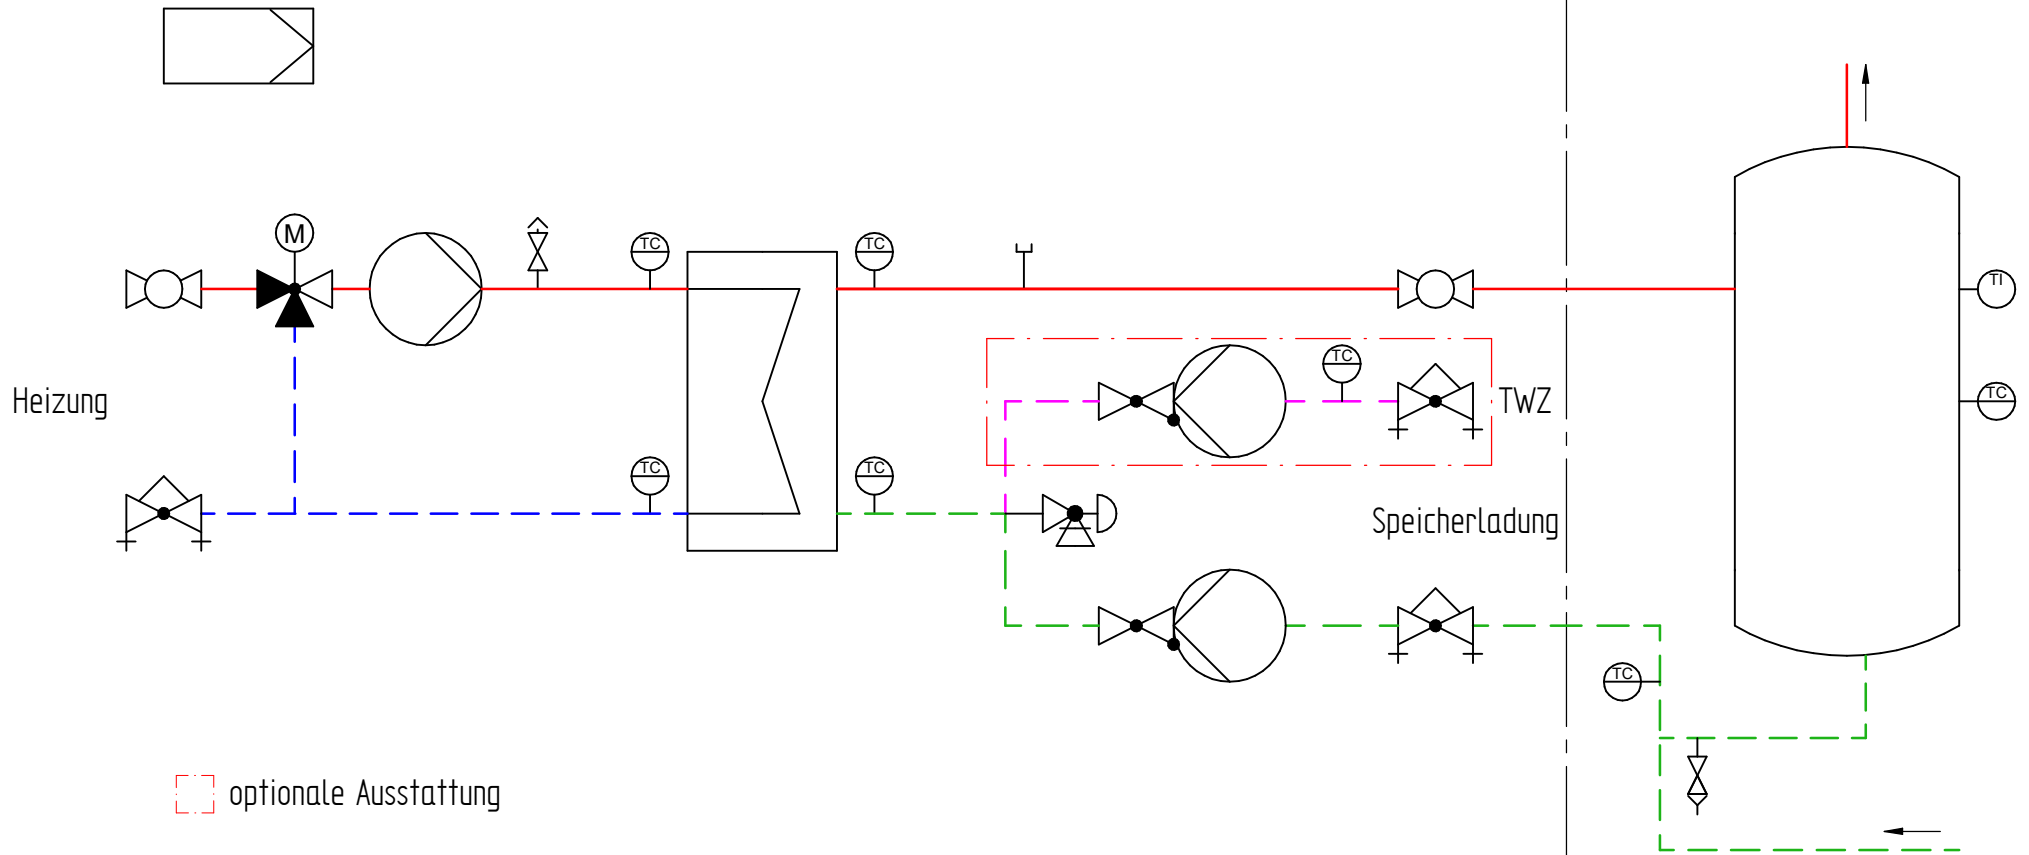 M
TC
TC
TI
Heizung
TC
TWZ
TC
TC
TC
Speicherladung
TC
optionale Ausstattung